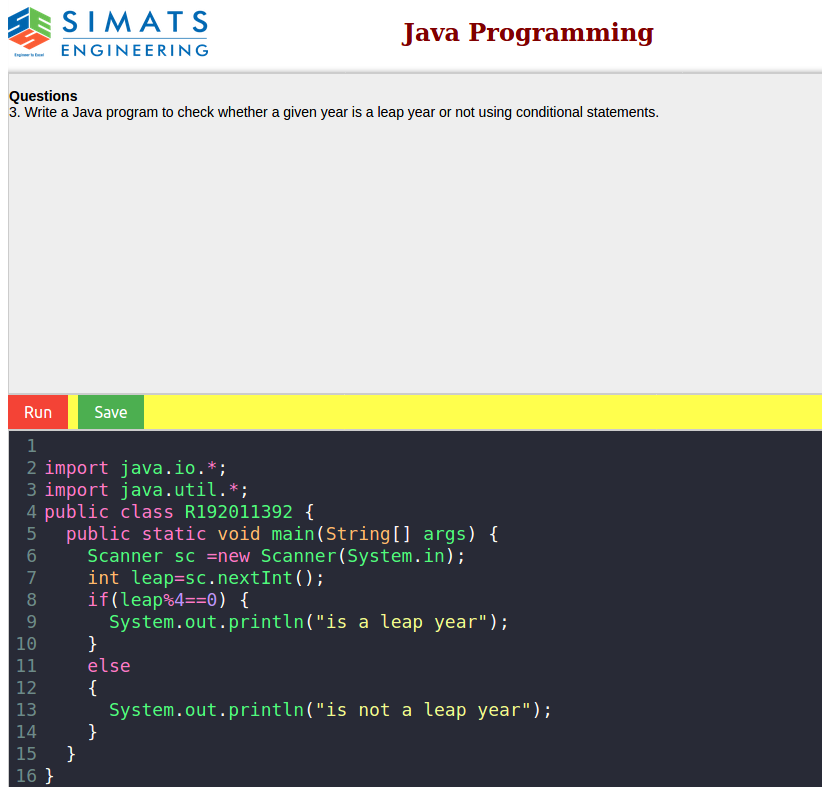 SIMATS
ENGINEERING
Engineer to Excel
Java Programming
Questions
3. Write a Java program to check whether a given year is a leap year or not using conditional statements.
Run Save
1
2 import java.io.*;
3 import java.util.*;
4 public class R192011392 {
5   public static void main(String[] args) {
6     Scanner sc =new Scanner(System.in);
7     int leap=sc.nextInt();
8     if(leap%4==0) {
9       System.out.println("is a leap year");
10     }
11     else
12     {
13       System.out.println("is not a leap year");
14     }
15   }
16 }